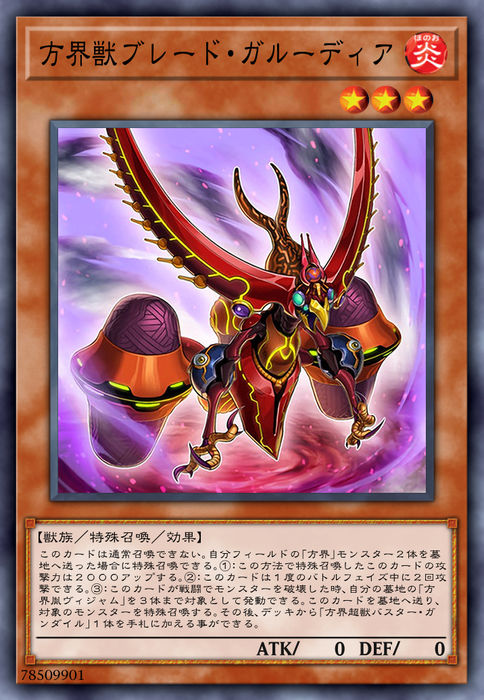 方界獣ブレード・ガルーディア
ほのお
炎
【獣族／特殊召喚／効果】
このカードは通常召喚できない。自分フィールドの「方界」モンスター２体を墓
地へ送った場合に特殊召喚できる。①：この方法で特殊召喚したこのカードの攻
撃力は２０００アップする。②：このカードは１度のバトルフェイズ中に２回攻
撃できる。③：このカードが戦闘でモンスターを破壊した時、自分の墓地の「方
界胤ヴィジャム」を３体まで対象として発動できる。このカードを墓地へ送り、
対象のモンスターを特殊召喚する。その後、デッキから「方界超獣バスター・ガ
ンダイル」１体を手札に加える事ができる。
ATK/ 0 DEF/ 0
78509901